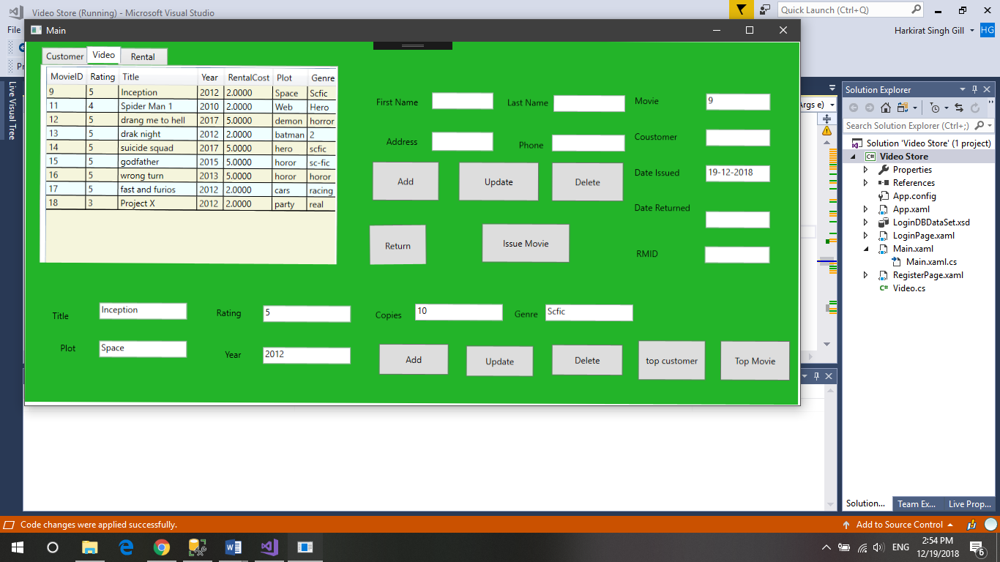 Video Store (Running) - Microsoft Visual Studio
Quick Launch (Ctrl+Q)
File
Harkirat Singh Gill
HG
Main
Customer Video Rental
MovieID Rating Title Year RentalCost Plot Genre
9 5 Inception 2012 2.0000 Space Scfic
11 4 Spider Man 1 2010 2.0000 Web Hero
12 5 drang me to hell 2017 5.0000 demon horror
13 5 drak night 2012 2.0000 batman 2
14 5 suicide squad 2017 5.0000 hero scfic
15 5 godfather 2015 5.0000 horor sc-fic
16 5 wrong turn 2013 5.0000 horor horor
17 5 fast and furios 2012 2.0000 cars racing
18 3 Project X 2012 2.0000 party real
First Name Last Name Movie 9
Address Phone Coustomer
Add Update Delete Date Issued 19-12-2018
Date Returned
Return Issue Movie
RMID
Title Inception Rating 5 Copies 10 Genre Scfic
Plot Space Year 2012
Add Update Delete top customer Top Movie
Live Visual Tree
Args e)
Solution Explorer
Search Solution Explorer (Ctrl+;)
Solution 'Video Store' (1 project)
Video Store
Properties
References
App.config
App.xaml
LoginDBDataSet.xsd
LoginPage.xaml
Main.xaml
Main.xaml.cs
RegisterPage.xaml
Video.cs
Solution... Team Ex... Live Prop...
Code changes were applied successfully.
Add to Source Control
ENG
2:54 PM
12/19/2018
6